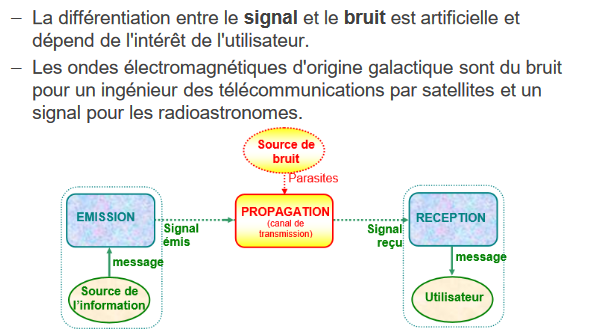 – La différentiation entre le signal et le bruit est artificielle et
dépend de l'intérêt de l'utilisateur.
– Les ondes électromagnétiques d'origine galactique sont du bruit
pour un ingénieur des télécommunications par satellites et un
signal pour les radioastronomes.
Source de
bruit
Parasites
EMISSION
Signal
émis
PROPAGATION
(canal de
transmission)
Signal
reçu
RECEPTION
message
message
Source de
l'information
Utilisateur